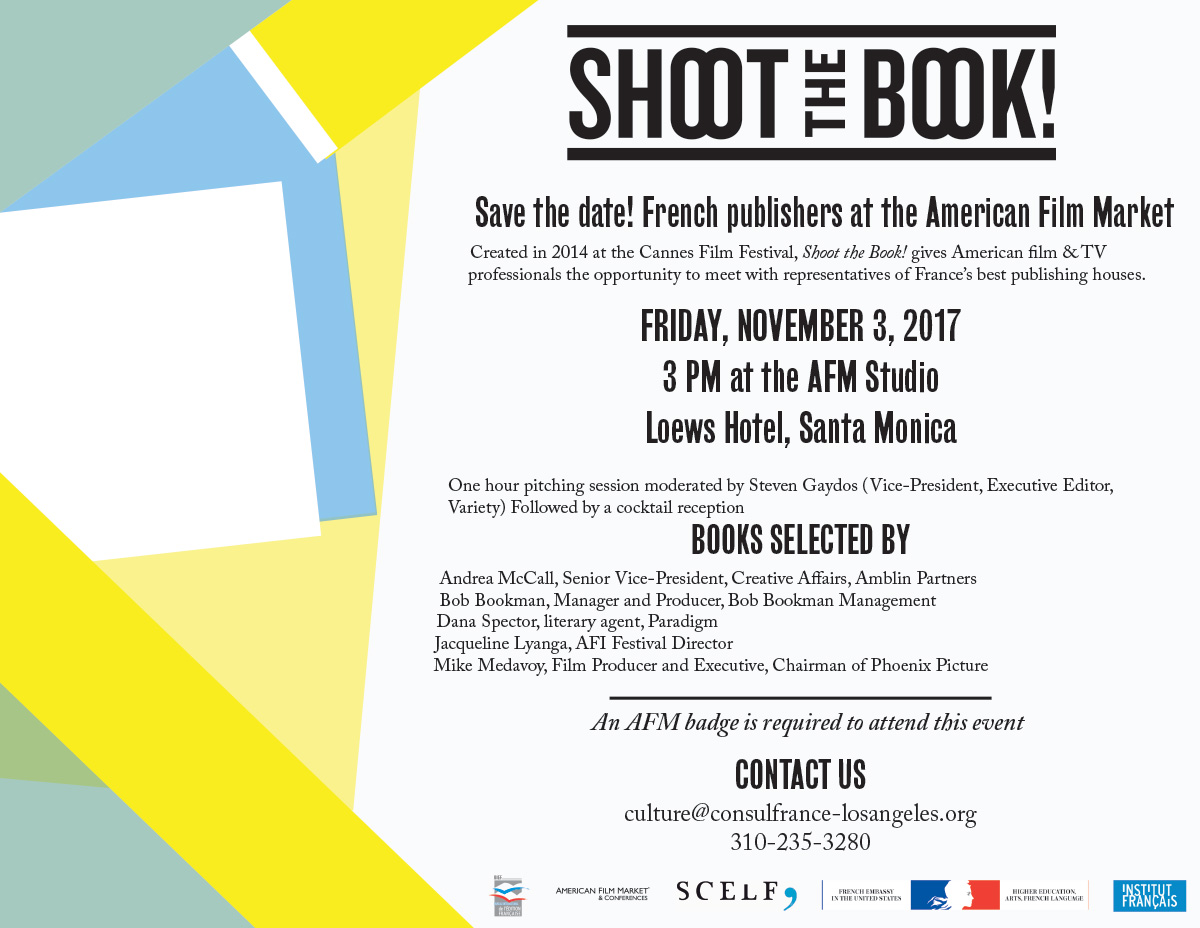 SHOOT THE BOOK!
Save the date! French publishers at the American Film Market
Created in 2014 at the Cannes Film Festival, Shoot the Book! gives American film & TV
professionals the opportunity to meet with representatives of France's best publishing houses.
FRIDAY, NOVEMBER 3, 2017
3 PM at the AFM Studio
Loews Hotel, Santa Monica
One hour pitching session moderated by Steven Gaydos (Vice-President, Executive Editor,
Variety) Followed by a cocktail reception
BOOKS SELECTED BY
Andrea McCall, Senior Vice-President, Creative Affairs, Amblin Partners
Bob Bookman, Manager and Producer, Bob Bookman Management
Dana Spector, literary agent, Paradigm
Jacqueline Lyanga, AFI Festival Director
Mike Medavoy, Film Producer and Executive, Chairman of Phoenix Picture
An AFM badge is required to attend this event
CONTACT US
culture@consulfrance-losangeles.org
310-235-3280
AMERICAN FILM MARKET
& CONFERENCES
SCELF,
FRENCH EMBASSY
IN THE UNITED STATES
HIGHER EDUCATION,
ARTS, FRENCH LANGUAGE
INSTITUT
FRANÇAIS